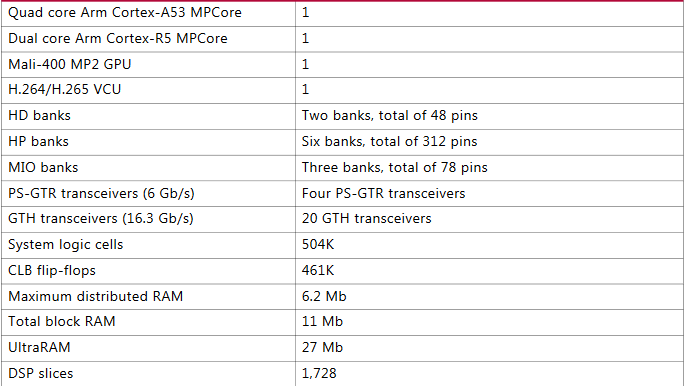 Quad core Arm Cortex-A53 MPCore 1
Dual core Arm Cortex-R5 MPCore 1
Mali-400 MP2 GPU 1
H.264/H.265 VCU 1
HD banks Two banks, total of 48 pins
HP banks Six banks, total of 312 pins
MIO banks Three banks, total of 78 pins
PS-GTR transceivers (6 Gb/s) Four PS-GTR transceivers
GTH transceivers (16.3 Gb/s) 20 GTH transceivers
System logic cells 504K
CLB flip-flops 461K
Maximum distributed RAM 6.2 Mb
Total block RAM 11 Mb
UltraRAM 27 Mb
DSP slices 1,728